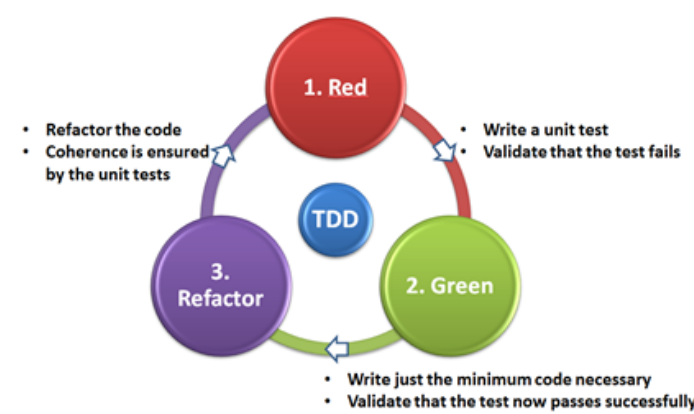 1. Red
• Write a unit test
• Validate that the test fails
2. Green
• Write just the minimum code necessary
• Validate that the test now passes successfully
3.
Refactor
• Refactor the code
• Coherence is ensured
by the unit tests
TDD